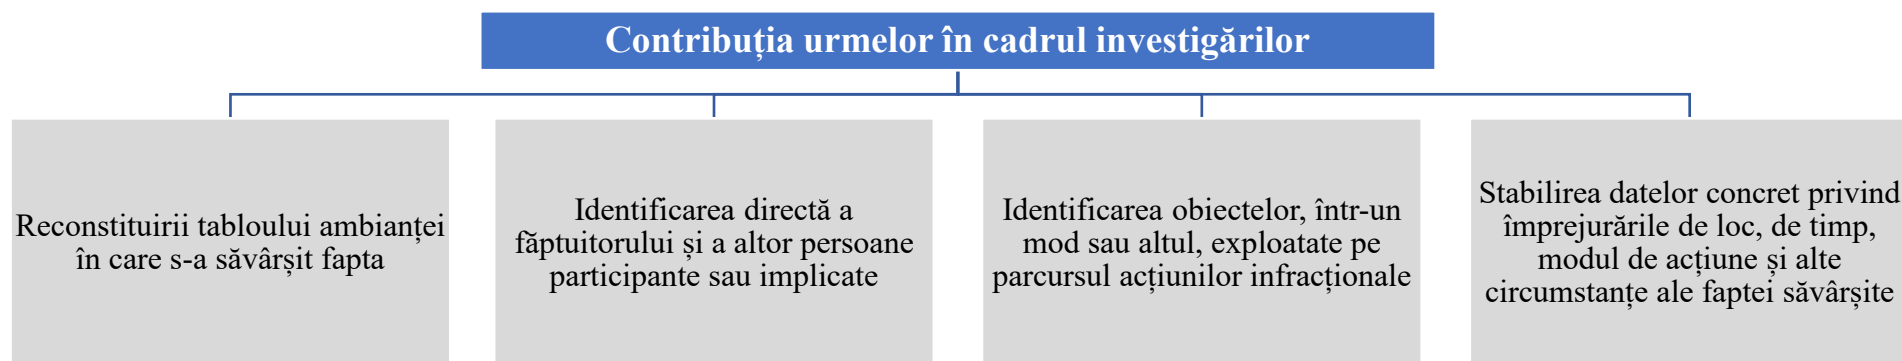 Contribuția urmelor în cadrul investigărilor
Reconstituirii tabloului ambianței
în care s-a săvârșit fapta
Identificarea directă a
făptuitorului și a altor persoane
participante sau implicate
Identificarea obiectelor, într-un
mod sau altul, exploatate pe
parcursul acțiunilor infracționale
Stabilirea datelor concret privind
împrejurările de loc, de timp,
modul de acțiune și alte
circumstanțe ale faptei săvârșite